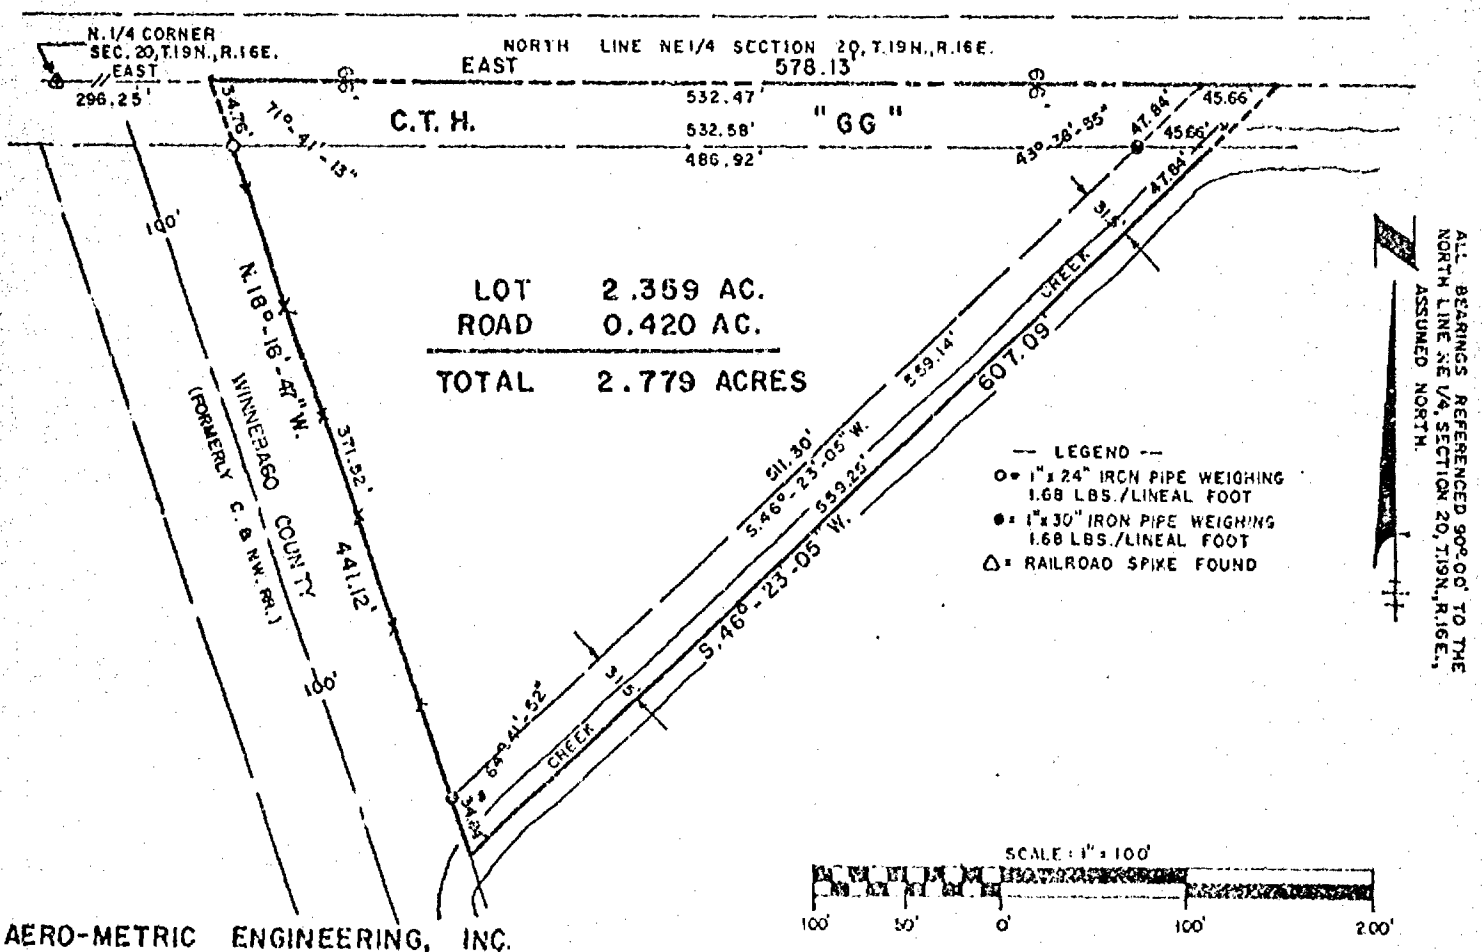 N. 1/4 CORNER
SEC. 20, T.19N., R.16E.
EAST
296.25'
NORTH LINE NE1/4 SECTION 20, T.19N., R.16E.
EAST 578.13'
66'
66'
532.47'
45.66'
C.T.H. "GG"
532.58'
45.66'
486.92'
34.76'
71°-41'-13"
43°-38'-55"
47.84'
47.84'
31.5'
100'
N.18°-16'-47"W.
371.52'
441.12'
WINNEBAGO COUNTY
(FORMERLY C. & NW. RR.)
100'
LOT 2.359 AC.
ROAD 0.420 AC.
TOTAL 2.779 ACRES
CREEK
559.14'
607.09'
511.30'
S.46°-23'-05"W.
559.25'
S.46°-23'-05"W.
31.5'
64°-41'-52"
CREEK
-- LEGEND --
O= 1"x 24" IRON PIPE WEIGHING
1.68 LBS./LINEAL FOOT
●= 1"x30" IRON PIPE WEIGHING
1.68 LBS./LINEAL FOOT
△= RAILROAD SPIKE FOUND
ALL BEARINGS REFERENCED 90°-00' TO THE
NORTH LINE NE 1/4, SECTION 20, T.19N., R.16E.,
ASSUMED NORTH.
SCALE: 1" = 100'
100' 50' 0' 100' 200'
AERO-METRIC ENGINEERING, INC.